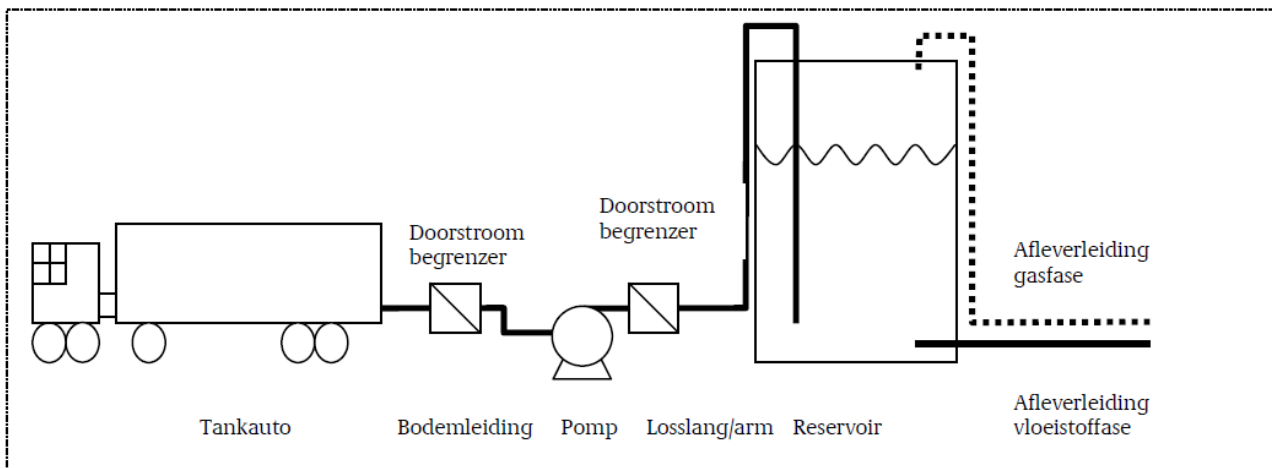 Doorstroom
begrenzer
Doorstroom
begrenzer
Afleverleiding
gasfase
Tankauto
Bodemleiding
Pomp
Losslang/arm
Reservoir
Afleverleiding
vloeistoffase